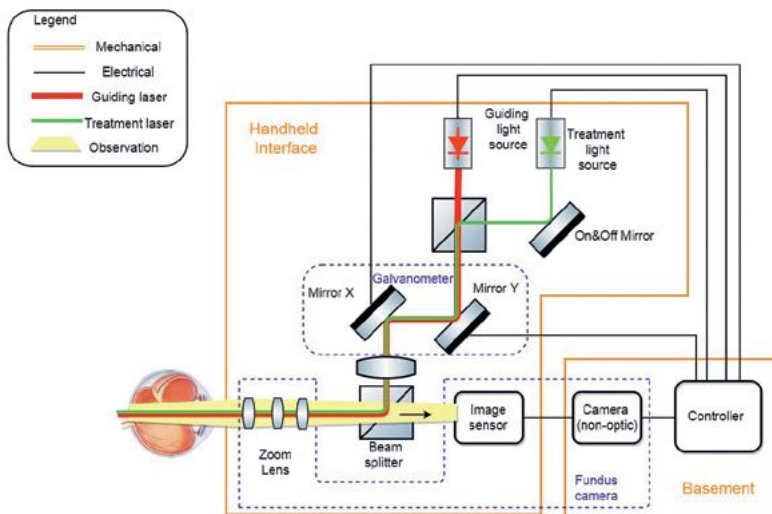 Legend
Mechanical
Electrical
Guiding laser
Treatment laser
Observation
Handheld
Interface
Guiding
light
source
Treatment
light
source
On&Off Mirror
Galvanometer
Mirror X
Mirror Y
Zoom
Lens
Beam
splitter
Image
sensor
Camera
(non-optic)
Controller
Fundus
camera
Basement